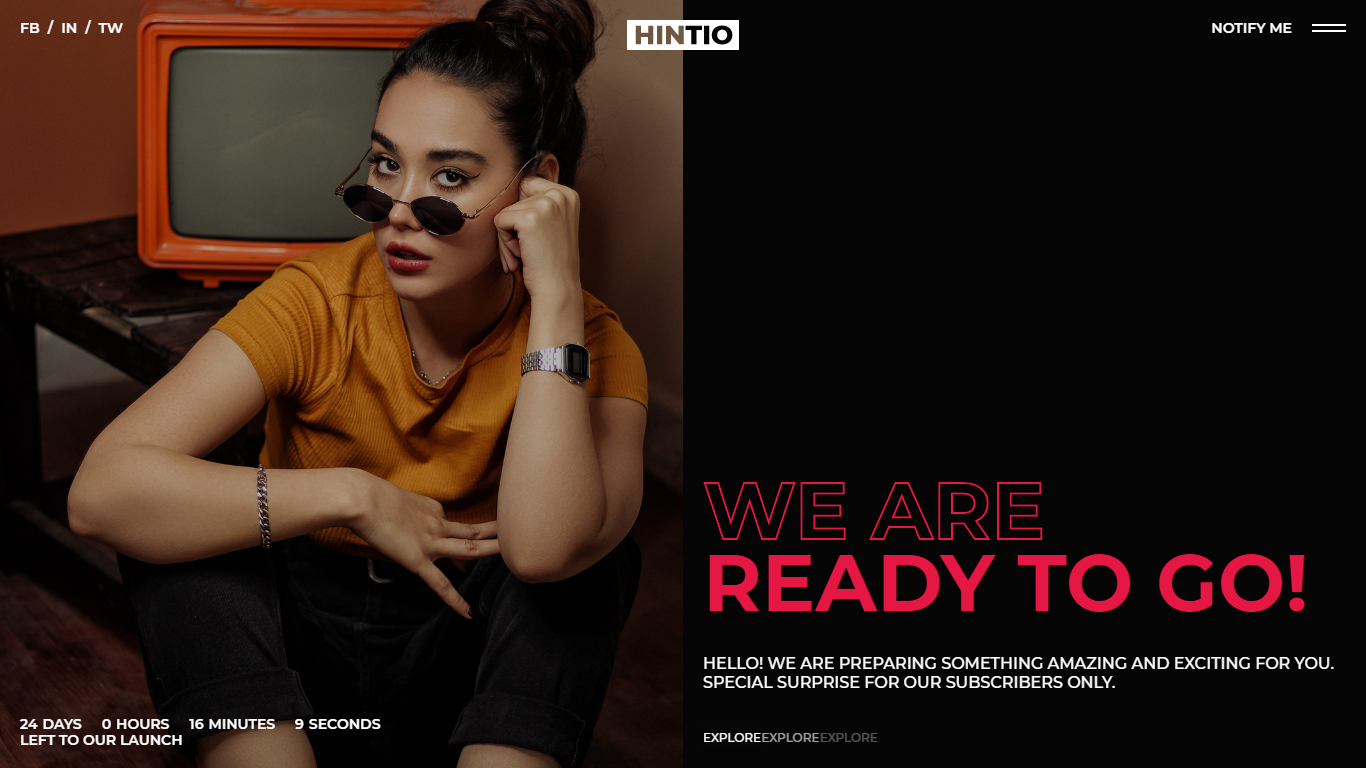 FB / IN / TW
HINTIO
NOTIFY ME
WE ARE
READY TO GO!
HELLO! WE ARE PREPARING SOMETHING AMAZING AND EXCITING FOR YOU.
SPECIAL SURPRISE FOR OUR SUBSCRIBERS ONLY.
24 DAYS 0 HOURS 16 MINUTES 9 SECONDS
LEFT TO OUR LAUNCH
EXPLOREEXPLOREEXPLORE